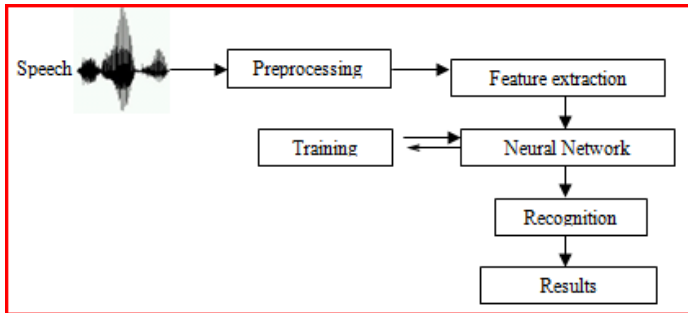 Speech
Preprocessing
Feature extraction
Training
Neural Network
Recognition
Results